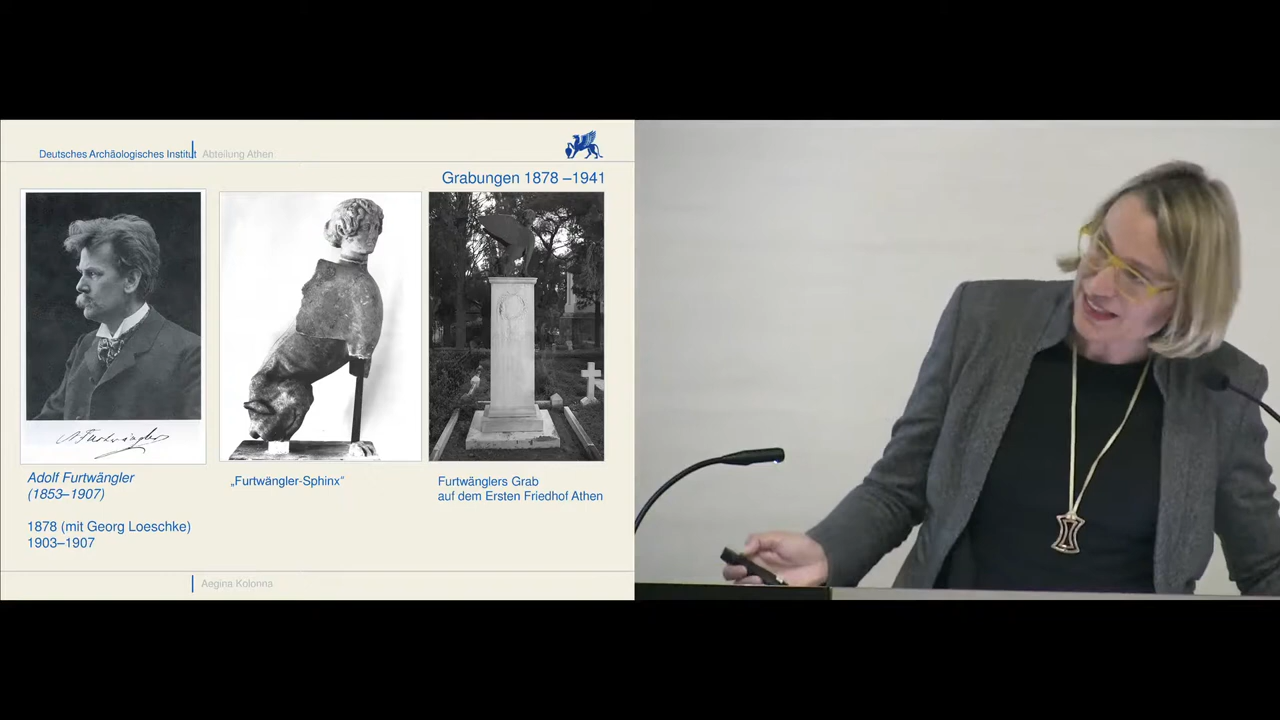 Deutsches Archäologisches Institut Abteilung Athen
Grabungen 1878 –1941
A. Furtwängler
Adolf Furtwängler
(1853–1907)
1878 (mit Georg Loeschke)
1903–1907
„Furtwängler-Sphinx“
Furtwänglers Grab
auf dem Ersten Friedhof Athen
Aegina Kolonna